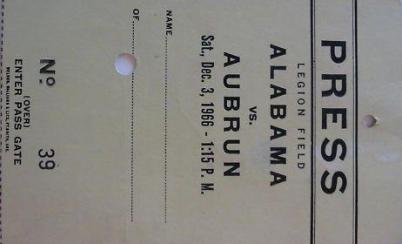 PRESS
LEGION FIELD
ALABAMA
vs.
AUBRUN
Sat., Dec. 3, 1966 - 1:15 P. M.
NAME
OF
Nº 39
(OVER)
ENTER PASS GATE